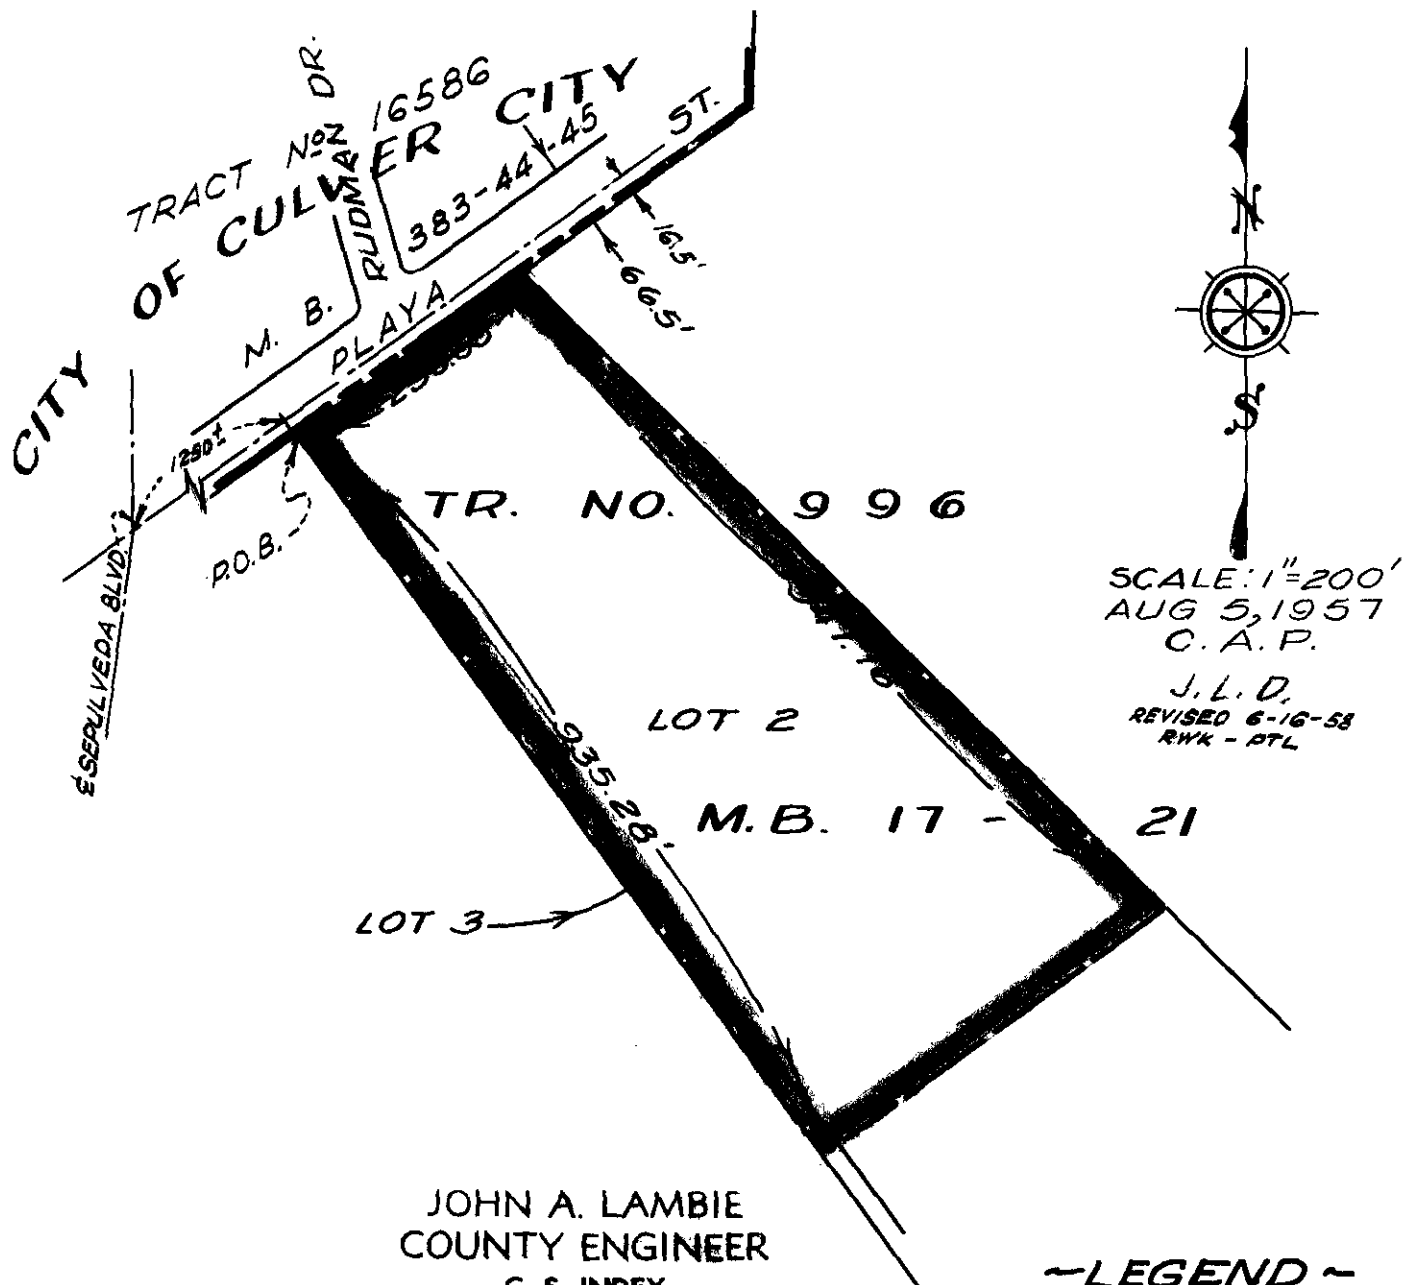 TRACT Nº 16586
CITY OF CULVER CITY
RUDMAN DR.
M. B. 383-44-45
PLAYA ST.
16.5'
66.5'
1280±
P.O.B.
SEPULVEDA BLVD.
TR. NO. 996
935.28'
LOT 2
M.B. 17 - 21
LOT 3
N
S
SCALE: 1"=200'
AUG 5, 1957
C. A. P.
J. L. D.
REVISED 6-16-58
RWK - PTL
JOHN A. LAMBIE
COUNTY ENGINEER
C. S. INDEX
~LEGEND~